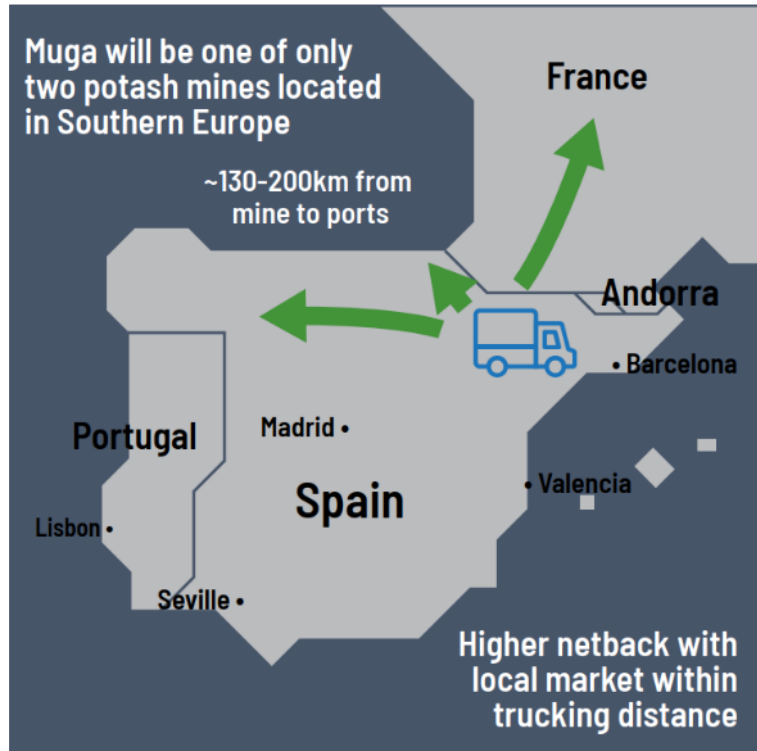 Muga will be one of only
two potash mines located
in Southern Europe
France
~130-200km from
mine to ports
Andorra
• Barcelona
Madrid •
Portugal
Spain
• Valencia
Lisbon •
Seville •
Higher netback with
local market within
trucking distance